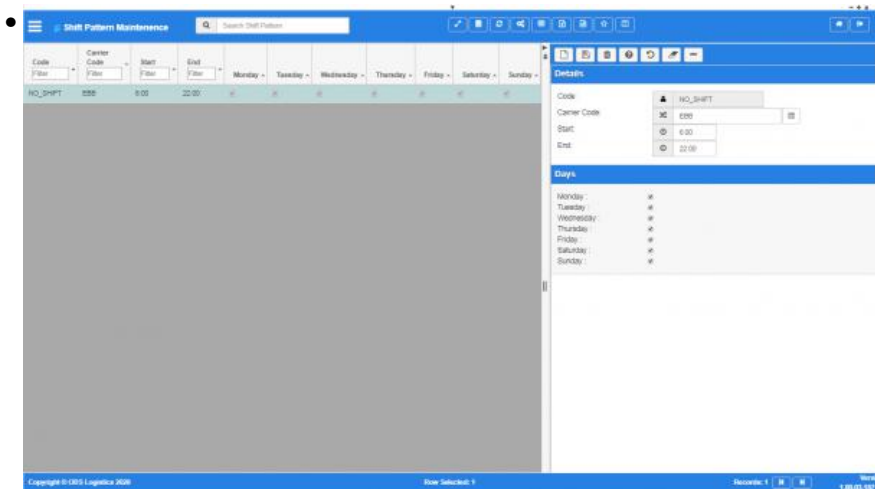 Shift Pattern Maintenence
Search Shift Pattern
Code Carrier Code Start End Monday Tuesday Wednesday Thursday Friday Saturday Sunday
Filter Filter Filter Filter
NO_SHIFT EBB 6:00 22:00
Details
Code NO_SHIFT
Carrier Code EBB
Start 6:00
End 22:00
Days
Monday :
Tuesday :
Wednesday :
Thursday :
Friday :
Saturday :
Sunday :
Copyright © OBS Logistics 2020 Row Selected: 1 Records: 1